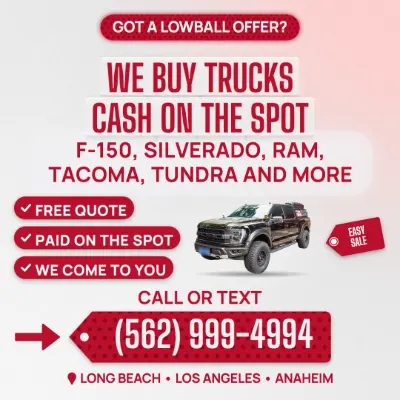 GOT A LOWBALL OFFER?
WE BUY TRUCKS
CASH ON THE SPOT
F-150, SILVERADO, RAM,
TACOMA, TUNDRA AND MORE
FREE QUOTE
PAID ON THE SPOT
WE COME TO YOU
EASY
SALE
CALL OR TEXT
(562) 999-4994
LONG BEACH • LOS ANGELES • ANAHEIM